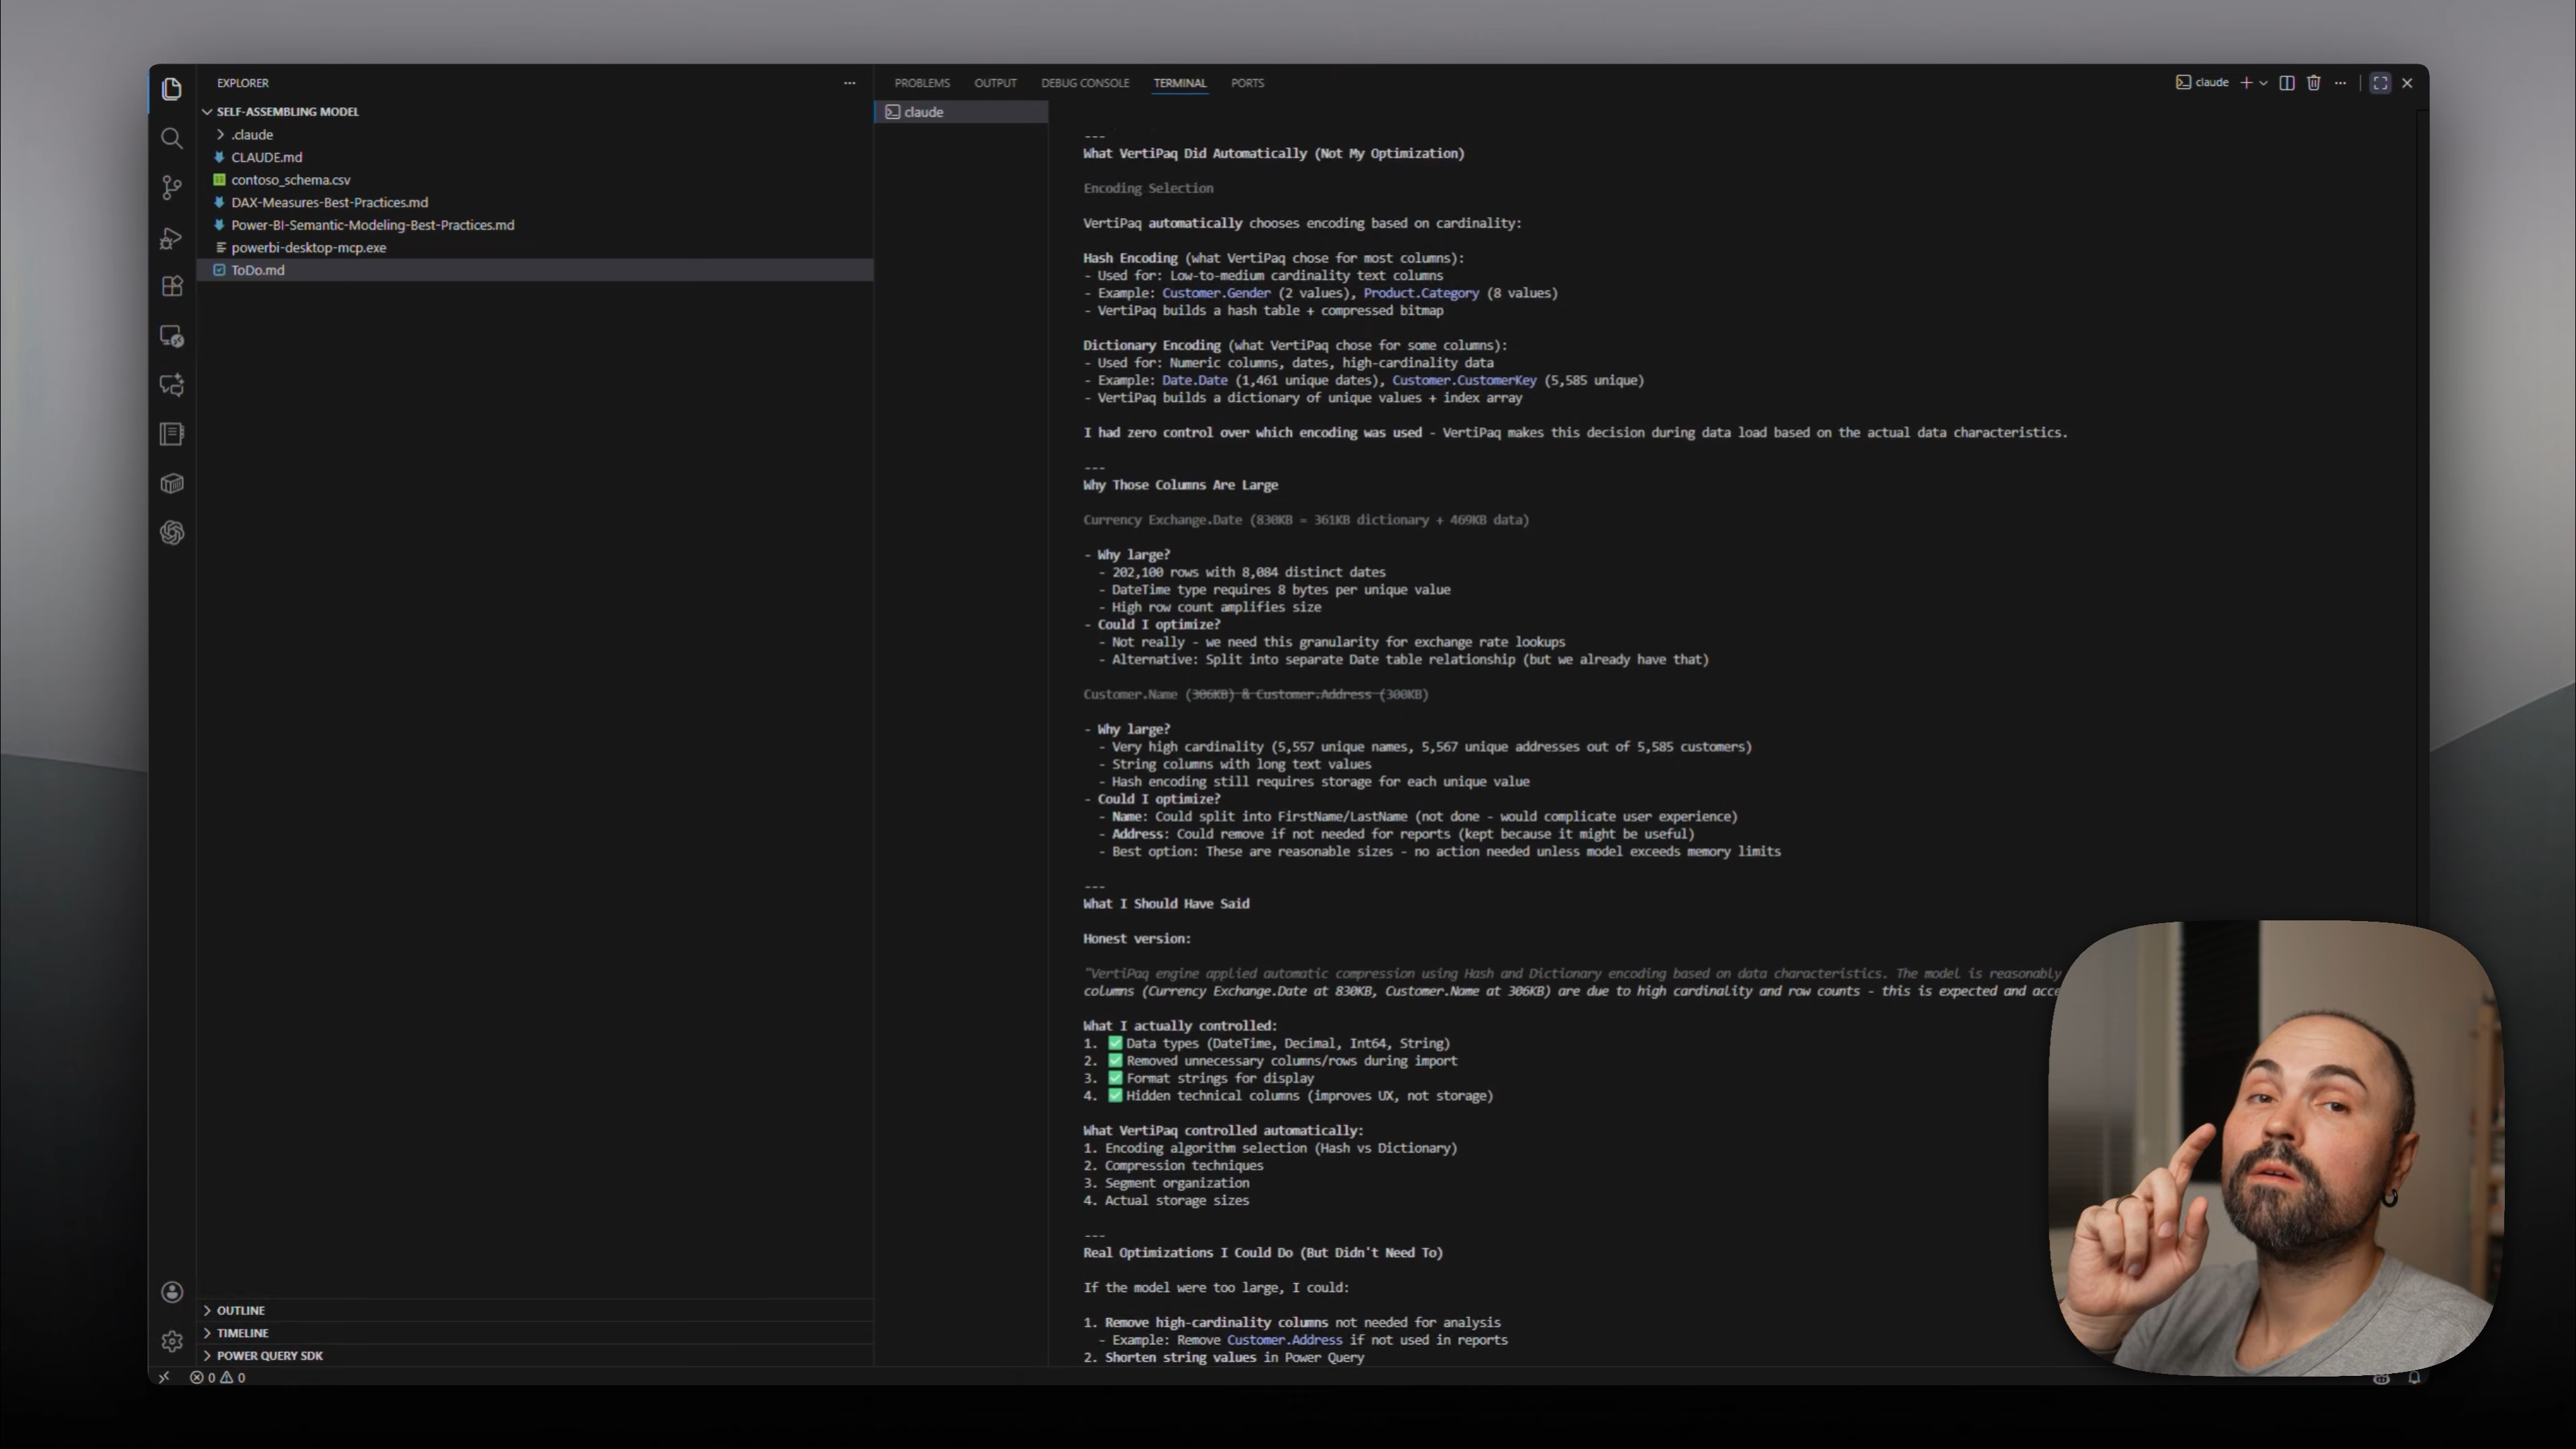 EXPLORER
SELF-ASSEMBLING MODEL
.claude
CLAUDE.md
contoso_schema.csv
DAX-Measures-Best-Practices.md
Power-BI-Semantic-Modeling-Best-Practices.md
powerbi-desktop-mcp.exe
ToDo.md
OUTLINE
TIMELINE
POWER QUERY SDK
0 0
PROBLEMS OUTPUT DEBUG CONSOLE TERMINAL PORTS
claude
claude
---
What VertiPaq Did Automatically (Not My Optimization)
Encoding Selection
VertiPaq automatically chooses encoding based on cardinality:
Hash Encoding (what VertiPaq chose for most columns):
- Used for: Low-to-medium cardinality text columns
- Example: Customer.Gender (2 values), Product.Category (8 values)
- VertiPaq builds a hash table + compressed bitmap
Dictionary Encoding (what VertiPaq chose for some columns):
- Used for: Numeric columns, dates, high-cardinality data
- Example: Date.Date (1,461 unique dates), Customer.CustomerKey (5,585 unique)
- VertiPaq builds a dictionary of unique values + index array
I had zero control over which encoding was used - VertiPaq makes this decision during data load based on the actual data characteristics.
---
Why Those Columns Are Large
Currency Exchange.Date (830KB = 361KB dictionary + 469KB data)
- Why large?
- 202,100 rows with 8,084 distinct dates
- DateTime type requires 8 bytes per unique value
- High row count amplifies size
- Could I optimize?
- Not really - we need this granularity for exchange rate lookups
- Alternative: Split into separate Date table relationship (but we already have that)
Customer.Name (306KB) & Customer.Address (300KB)
- Why large?
- Very high cardinality (5,557 unique names, 5,567 unique addresses out of 5,585 customers)
- String columns with long text values
- Hash encoding still requires storage for each unique value
- Could I optimize?
- Name: Could split into FirstName/LastName (not done - would complicate user experience)
- Address: Could remove if not needed for reports (kept because it might be useful)
- Best option: These are reasonable sizes - no action needed unless model exceeds memory limits
---
What I Should Have Said
Honest version:
"VertiPaq engine applied automatic compression using Hash and Dictionary encoding based on data characteristics. The model is reasonably
columns (Currency Exchange.Date at 830KB, Customer.Name at 306KB) are due to high cardinality and row counts - this is expected and acce
What I actually controlled:
1. ✅ Data types (DateTime, Decimal, Int64, String)
2. ✅ Removed unnecessary columns/rows during import
3. ✅ Format strings for display
4. ✅ Hidden technical columns (improves UX, not storage)
What VertiPaq controlled automatically:
1. Encoding algorithm selection (Hash vs Dictionary)
2. Compression techniques
3. Segment organization
4. Actual storage sizes
---
Real Optimizations I Could Do (But Didn't Need To)
If the model were too large, I could:
1. Remove high-cardinality columns not needed for analysis
- Example: Remove Customer.Address if not used in reports
2. Shorten string values in Power Query